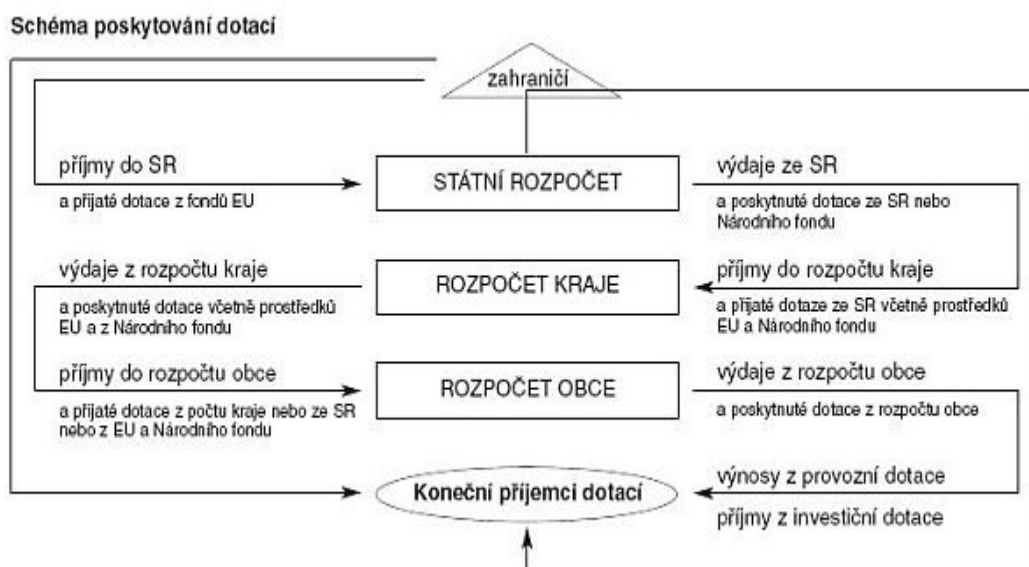 Schéma poskytování dotací
zahraničí
příjmy do SR
a přijaté dotace z fondů EU
STÁTNÍ ROZPOČET
výdaje ze SR
a poskytnuté dotace ze SR nebo
Národního fondu
výdaje z rozpočtu kraje
a poskytnuté dotace včetně prostředků
EU a z Národního fondu
ROZPOČET KRAJE
příjmy do rozpočtu kraje
a přijaté dotaze ze SR včetně prostředků
EU a Národního fondu
příjmy do rozpočtu obce
a přijaté dotace z počtu kraje nebo ze SR
nebo z EU a Národního fondu
ROZPOČET OBCE
výdaje z rozpočtu obce
a poskytnuté dotace z rozpočtu obce
Koneční příjemci dotací
výnosy z provozní dotace
příjmy z investiční dotace